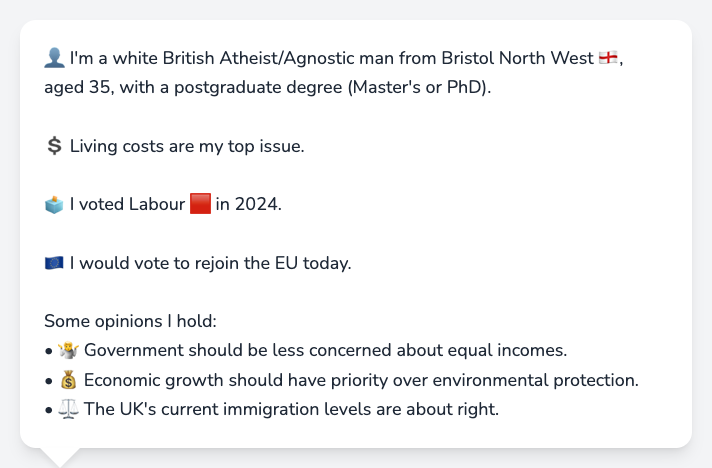 👤 I'm a white British Atheist/Agnostic man from Bristol North West 🏴󠁧󠁢󠁥󠁮󠁧󠁿,
aged 35, with a postgraduate degree (Master's or PhD).
💲 Living costs are my top issue.
🗳️ I voted Labour 🟥 in 2024.
🇪🇺 I would vote to rejoin the EU today.
Some opinions I hold:
• 🤷 Government should be less concerned about equal incomes.
• 💰 Economic growth should have priority over environmental protection.
• ⚖️ The UK's current immigration levels are about right.